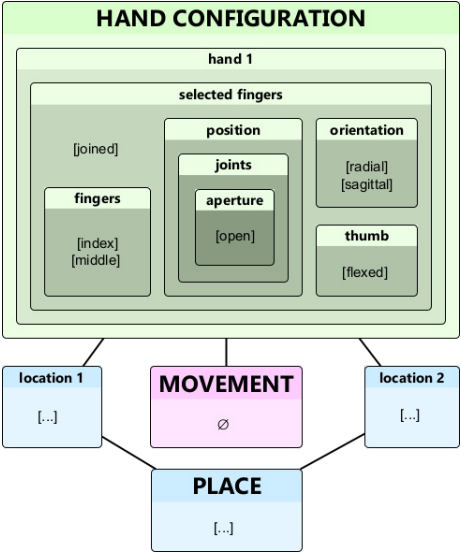 HAND CONFIGURATION
hand 1
selected fingers
[joined]
fingers
[index]
[middle]
position
joints
aperture
[open]
orientation
[radial]
[sagittal]
thumb
[flexed]
location 1
[...]
MOVEMENT
∅
location 2
[...]
PLACE
[...]